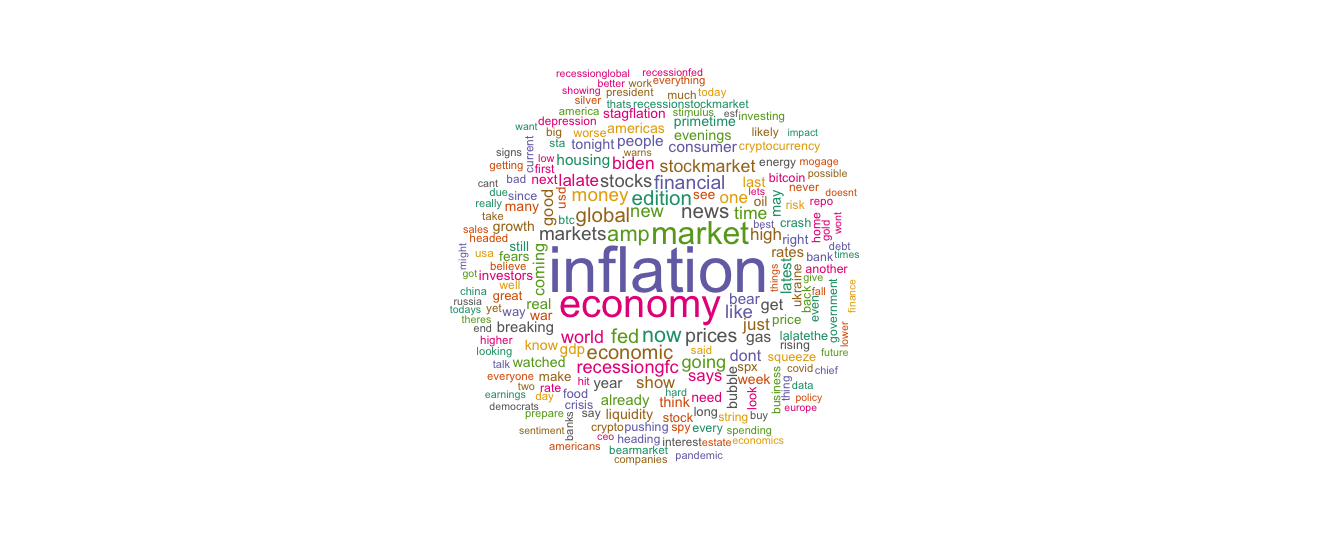 recessionglobal recessionfed
better work everything
showing president much today
silver thats recessionstockmarket
america stagflation stimulus esf investing
depression primetime
want big worse americas evenings likely impact
current sta tonight people consumer cryptocurrency
signs low housing biden warns stockmarket energy mogage
getting first possible
cant bad next lalate stocks financial last bitcoin never doesnt
due since usd money edition see one lets oil may risk repo
really many good
take btc global new news time best crash home gold wont
sales growth
headed still markets amp market high right debt
might usa fears coming rates bank times
got believe inflation things latest another
investors ukraine give
china well great back fall finance
russia real economy bear get even government
todays yet way war like price lower
theres
end breaking just
higher world fed now prices gas lalatethe
looking know gdp economic said dont rising future
talk watched recessiongfc going spx squeeze covid chief
everyone make hit year show says bubble week thing data
two rate hard business
earnings day food already think need look policy
democrats crisis europe
prepare say liquidity stock long string buy
sentiment banks crypto pushing spy every spending
ceo heading interest estate economics
americans bearmarket
companies pandemic